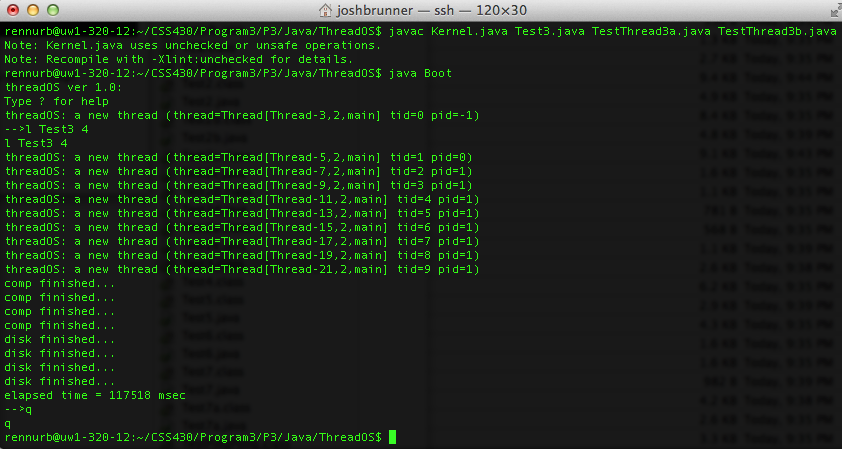 joshbrunner — ssh — 120×30
rennurb@uw1-320-12:~/CSS430/Program3/P3/Java/ThreadOS$ javac Kernel.java Test3.java TestThread3a.java TestThread3b.java
Note: Kernel.java uses unchecked or unsafe operations.
Note: Recompile with -Xlint:unchecked for details.
rennurb@uw1-320-12:~/CSS430/Program3/P3/Java/ThreadOS$ java Boot
threadOS ver 1.0:
Type ? for help
threadOS: a new thread (thread=Thread[Thread-3,2,main] tid=0 pid=-1)
-->l Test3 4
l Test3 4
threadOS: a new thread (thread=Thread[Thread-5,2,main] tid=1 pid=0)
threadOS: a new thread (thread=Thread[Thread-7,2,main] tid=2 pid=1)
threadOS: a new thread (thread=Thread[Thread-9,2,main] tid=3 pid=1)
threadOS: a new thread (thread=Thread[Thread-11,2,main] tid=4 pid=1)
threadOS: a new thread (thread=Thread[Thread-13,2,main] tid=5 pid=1)
threadOS: a new thread (thread=Thread[Thread-15,2,main] tid=6 pid=1)
threadOS: a new thread (thread=Thread[Thread-17,2,main] tid=7 pid=1)
threadOS: a new thread (thread=Thread[Thread-19,2,main] tid=8 pid=1)
threadOS: a new thread (thread=Thread[Thread-21,2,main] tid=9 pid=1)
comp finished...
comp finished...
comp finished...
comp finished...
disk finished...
disk finished...
disk finished...
disk finished...
elapsed time = 117518 msec
-->q
q
rennurb@uw1-320-12:~/CSS430/Program3/P3/Java/ThreadOS$